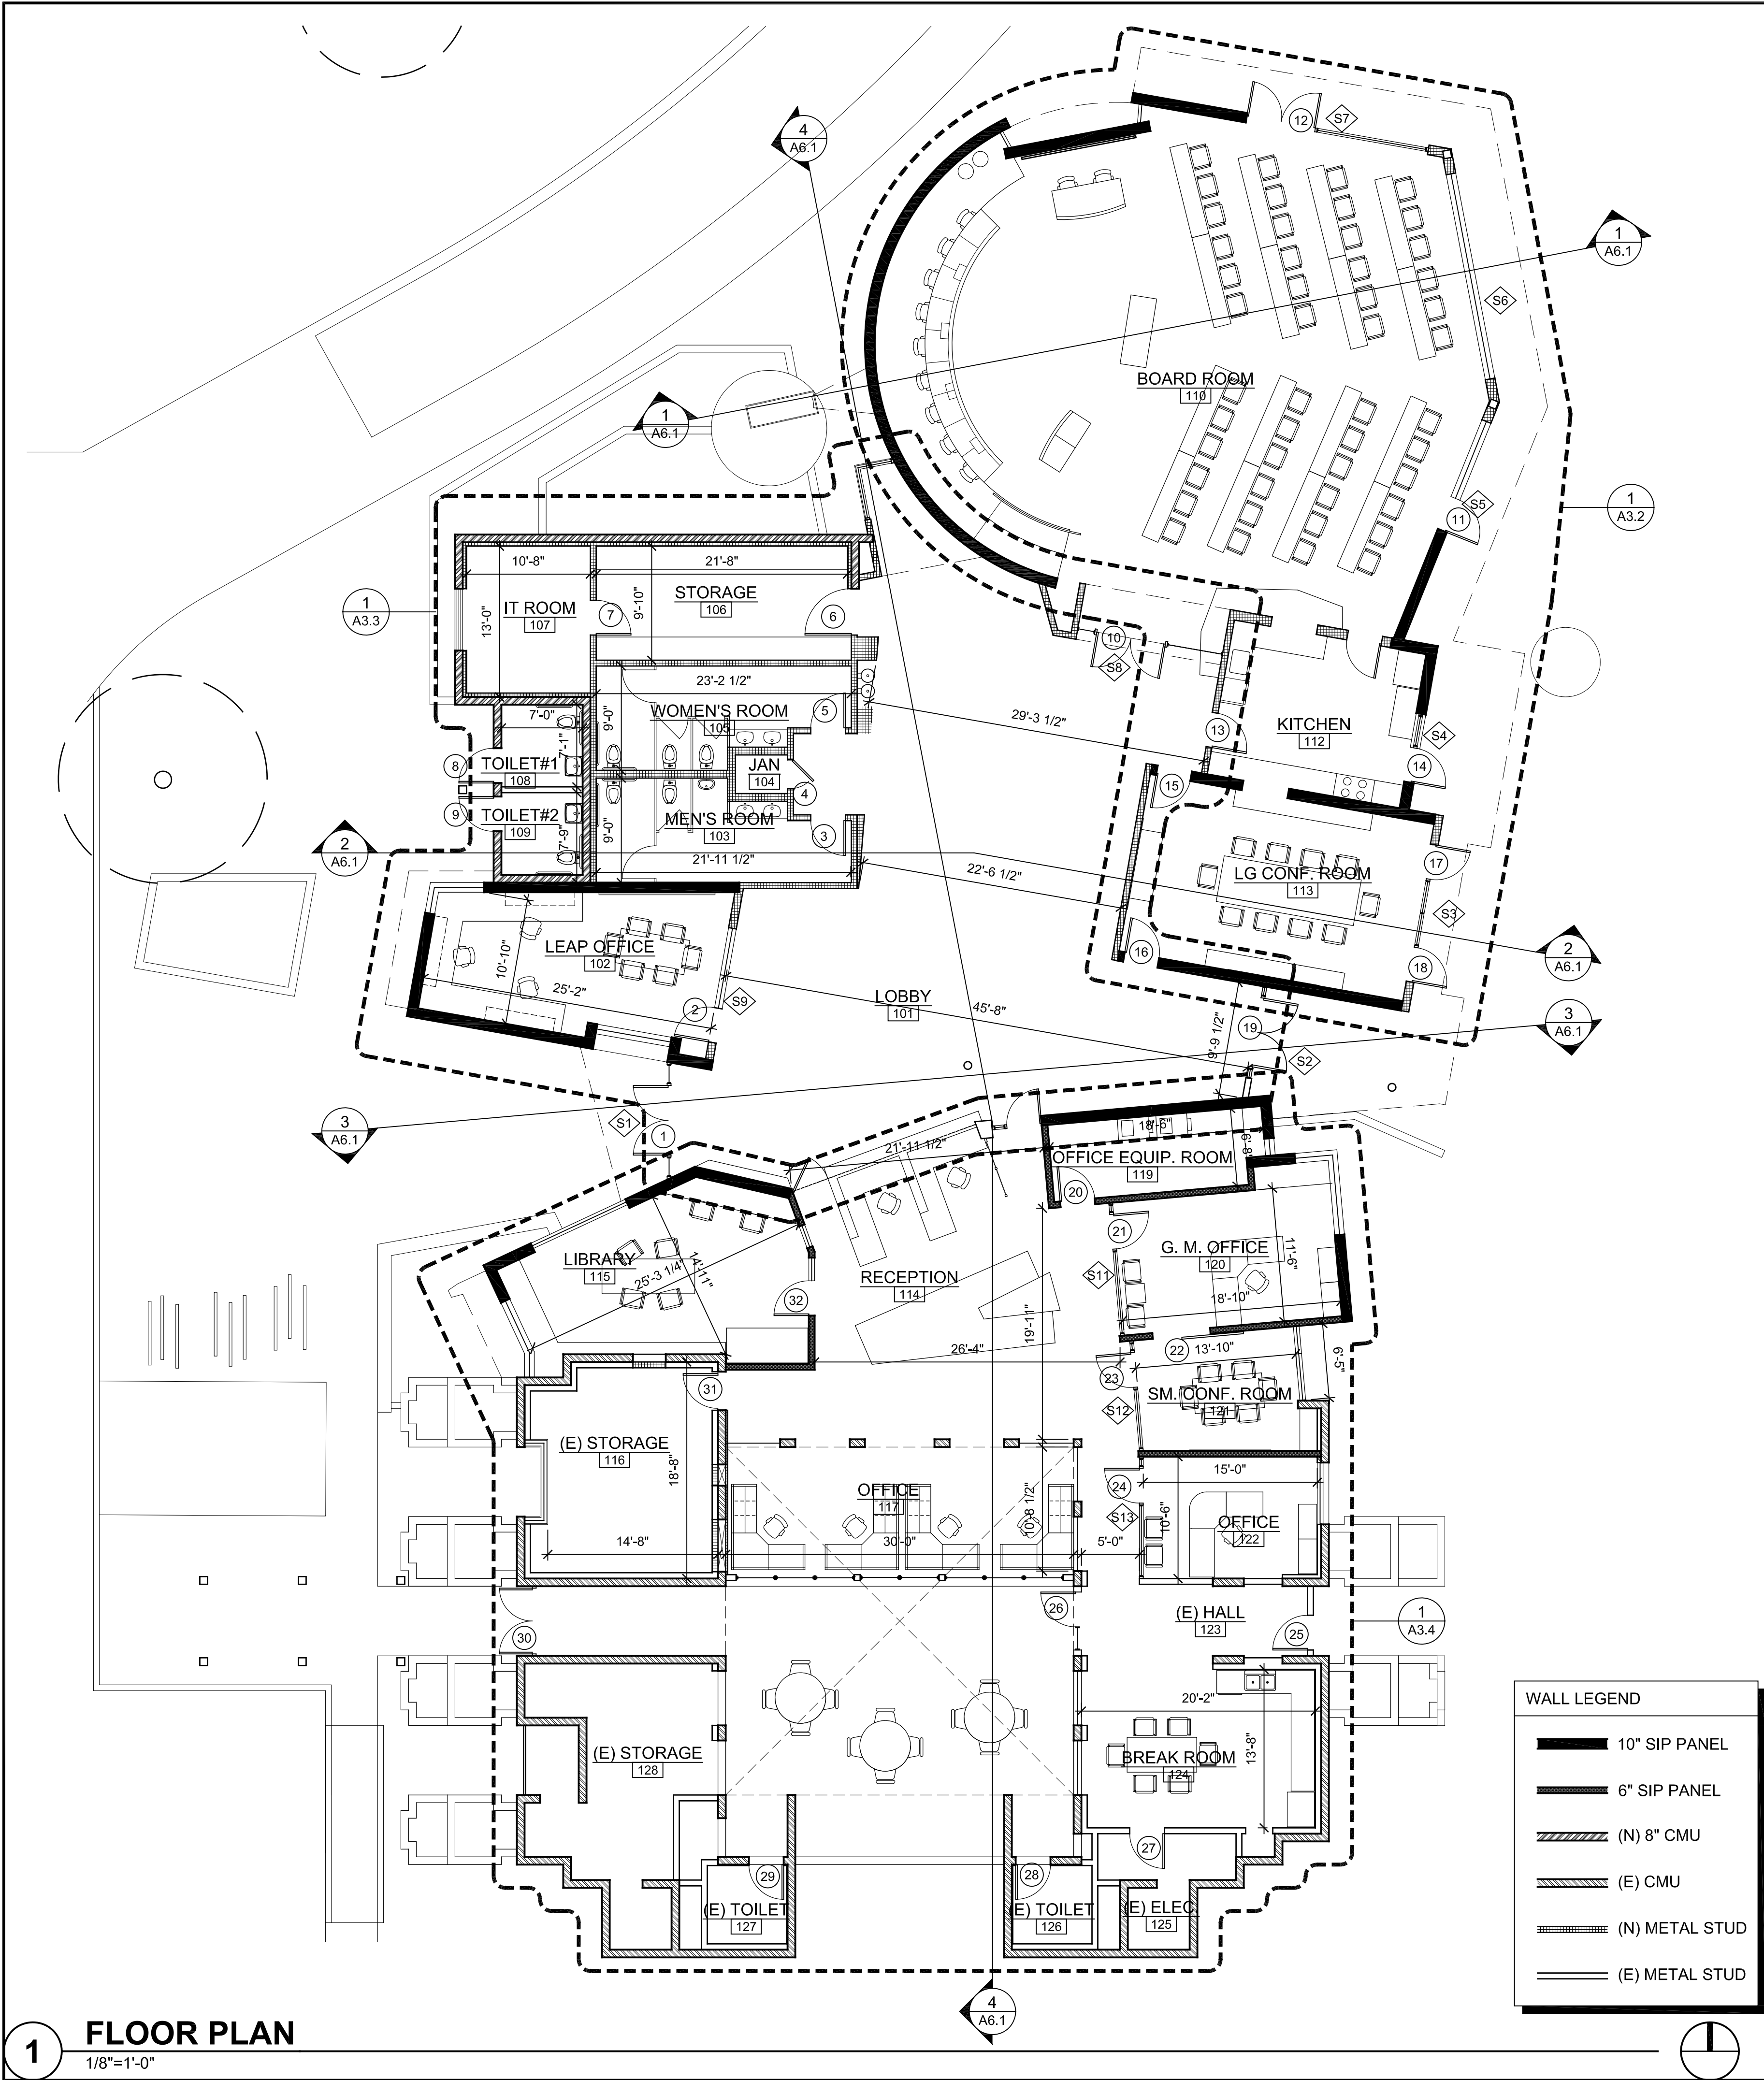 4
A6.1
12
S7
1
A6.1
S6
BOARD ROOM
110
1
A6.1
S5
11
1
A3.2
10'-8"
21'-8"
IT ROOM
107
13'-0"
7
9'-10"
STORAGE
106
6
1
A3.3
10
S8
23'-2 1/2"
WOMEN'S ROOM
105
5
9'-0"
7'-0"
7'-1"
29'-3 1/2"
13
KITCHEN
112
S4
14
8
TOILET#1
108
JAN
104
4
15
9
TOILET#2
109
7'-9"
9'-0"
MEN'S ROOM
103
3
21'-11 1/2"
2
A6.1
22'-6 1/2"
17
LG CONF. ROOM
113
S3
LEAP OFFICE
102
10'-10"
25'-2"
16
2
A6.1
18
2
S9
LOBBY
101
45'-8"
9'-9 1/2"
19
S2
3
A6.1
3
A6.1
S1
1
21'-11 1/2"
18'-6"
6'-8"
OFFICE EQUIP. ROOM
119
20
21
G. M. OFFICE
120
11'-6"
18'-10"
LIBRARY
115
25'-3 1/4"
14'-11"
32
RECEPTION
114
S11
19'-11"
26'-4"
22
13'-10"
6'-5"
23
SM. CONF. ROOM
121
S12
31
(E) STORAGE
116
18'-8"
14'-8"
OFFICE
117
30'-0"
10'-8 1/2"
5'-0"
24
S13
15'-0"
10'-6"
OFFICE
122
26
(E) HALL
123
25
1
A3.4
30
20'-2"
13'-8"
BREAK ROOM
124
(E) STORAGE
128
27
29
28
(E) TOILET
127
(E) TOILET
126
(E) ELEC
125
4
A6.1
WALL LEGEND
10" SIP PANEL
6" SIP PANEL
(N) 8" CMU
(E) CMU
(N) METAL STUD
(E) METAL STUD
1
FLOOR PLAN
1/8"=1'-0"